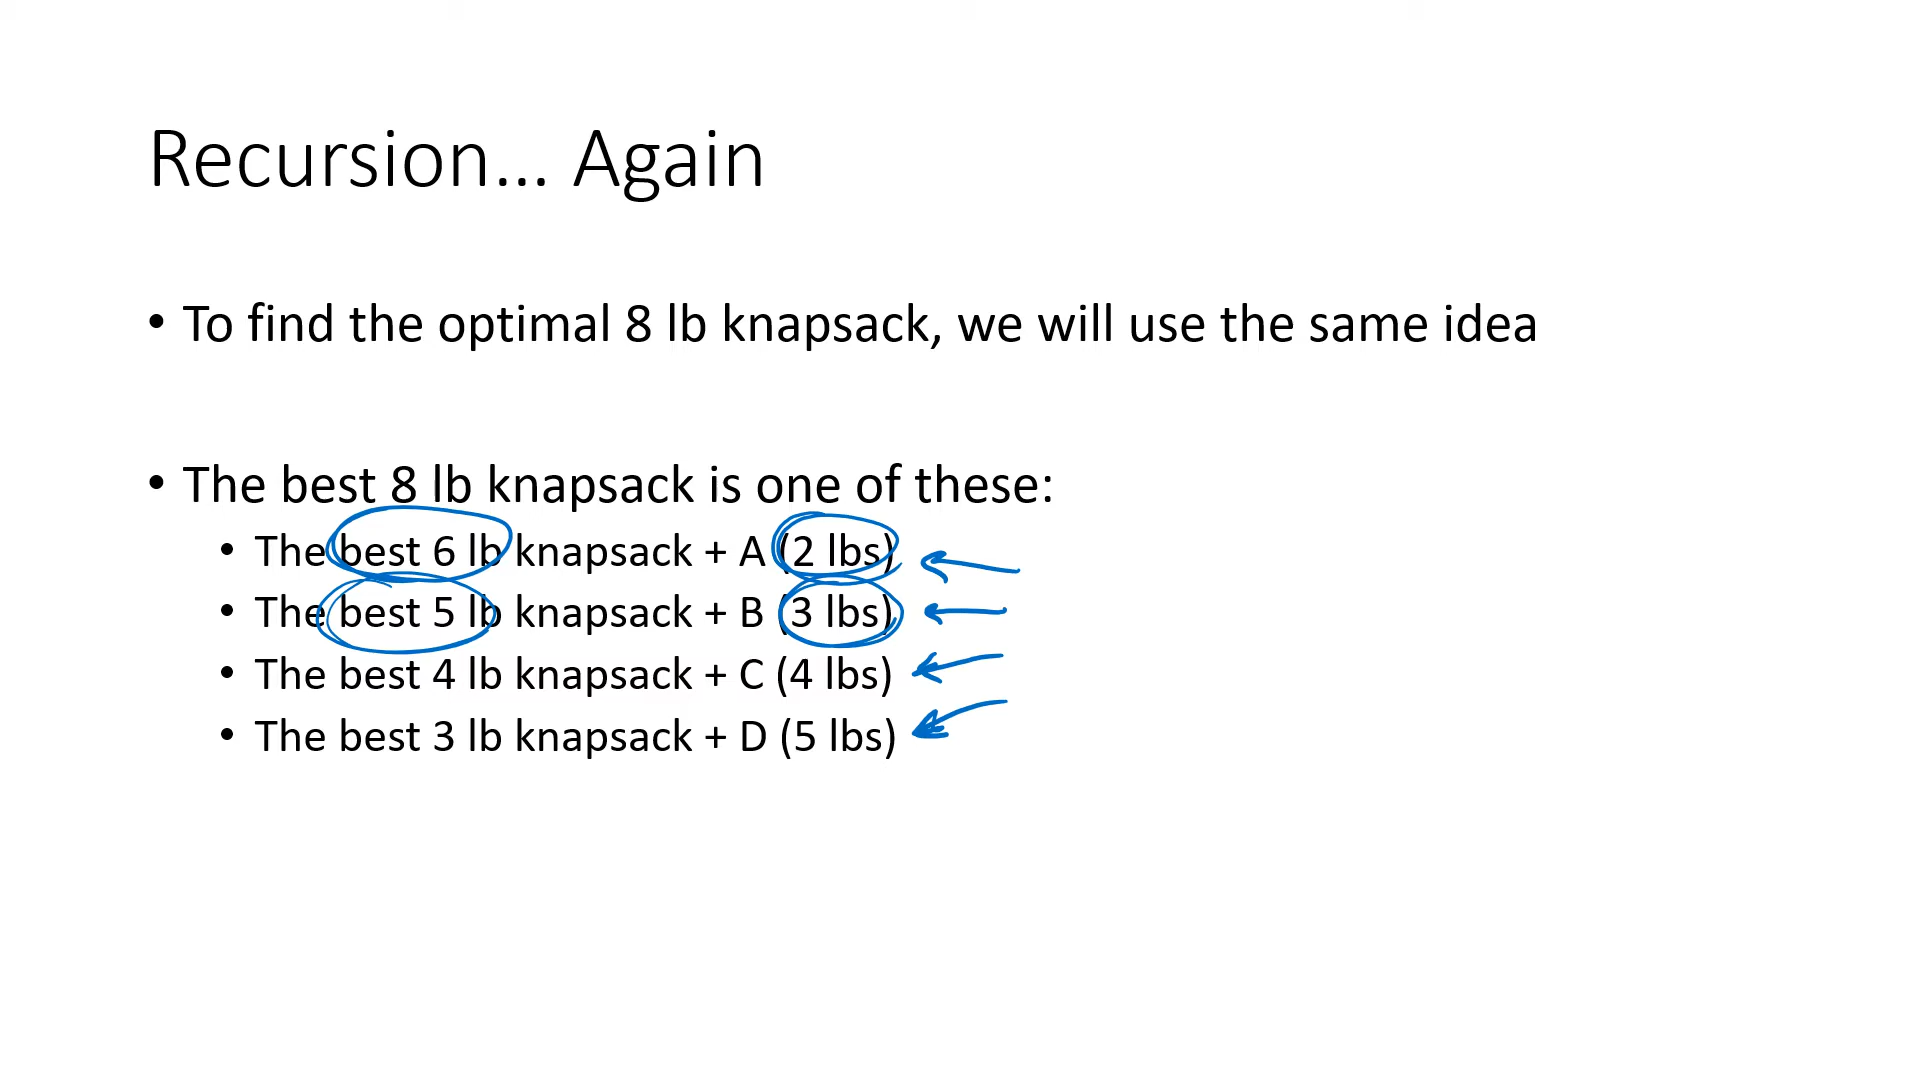 Recursion... Again
• To find the optimal 8 lb knapsack, we will use the same idea
• The best 8 lb knapsack is one of these:
• The best 6 lb knapsack + A (2 lbs)
• The best 5 lb knapsack + B (3 lbs)
• The best 4 lb knapsack + C (4 lbs)
• The best 3 lb knapsack + D (5 lbs)